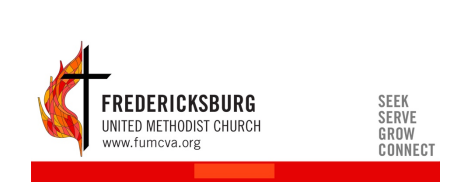 FREDERICKSBURG
UNITED METHODIST CHURCH
www.fumcva.org
SEEK
SERVE
GROW
CONNECT